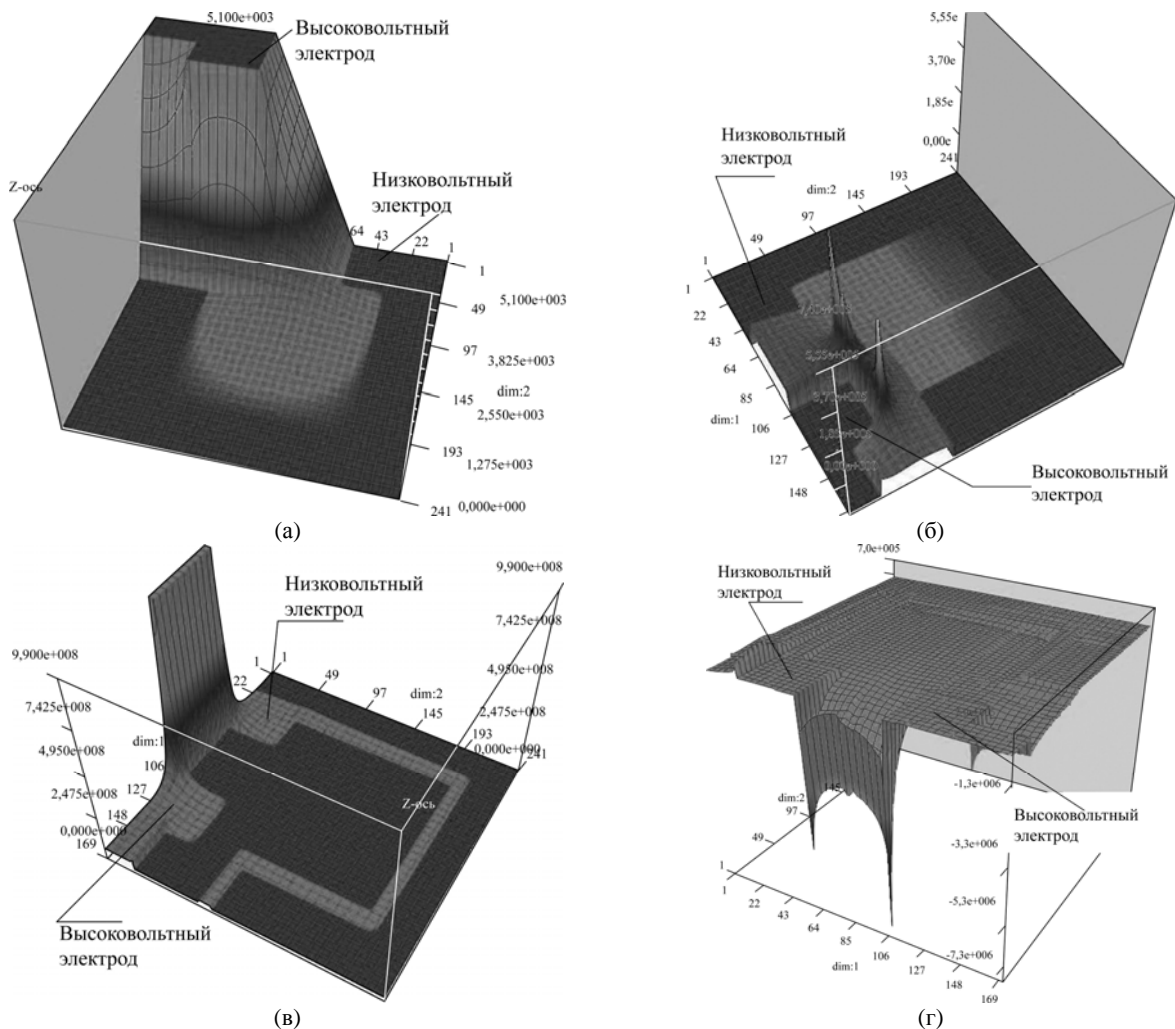 5,100e+003
Высоковольтный
электрод
Низковольтный
электрод
Z-ось
64
43
22
1
1
49
97
145
193
241
dim:2
5,100e+003
3,825e+003
2,550e+003
1,275e+003
0,000e+000
(а)
5,55e
3,70e
1,85e
0,00e
241
193
145
97
49
1
dim:2
Низковольтный
электрод
1
22
43
64
85
106
127
148
dim:1
5,55e+005
1,85e+005
Высоковольтный
электрод
(б)
Низковольтный
электрод
9,900e+008
7,425e+008
4,950e+008
2,475e+008
0,000e+000
9,900e+008
7,425e+008
4,950e+008
2,475e+008
0,000e+000
1
22
dim:1
106
127
148
169
1
49
97
dim:2
145
193
241
Z-ось
Высоковольтный
электрод
(в)
7,0e+005
Низковольтный
электрод
-1,3e+006
-3,3e+006
-5,3e+006
-7,3e+006
Высоковольтный
электрод
145
dim:2
97
49
1
1
22
43
64
85
106
127
148
169
dim:1
(г)